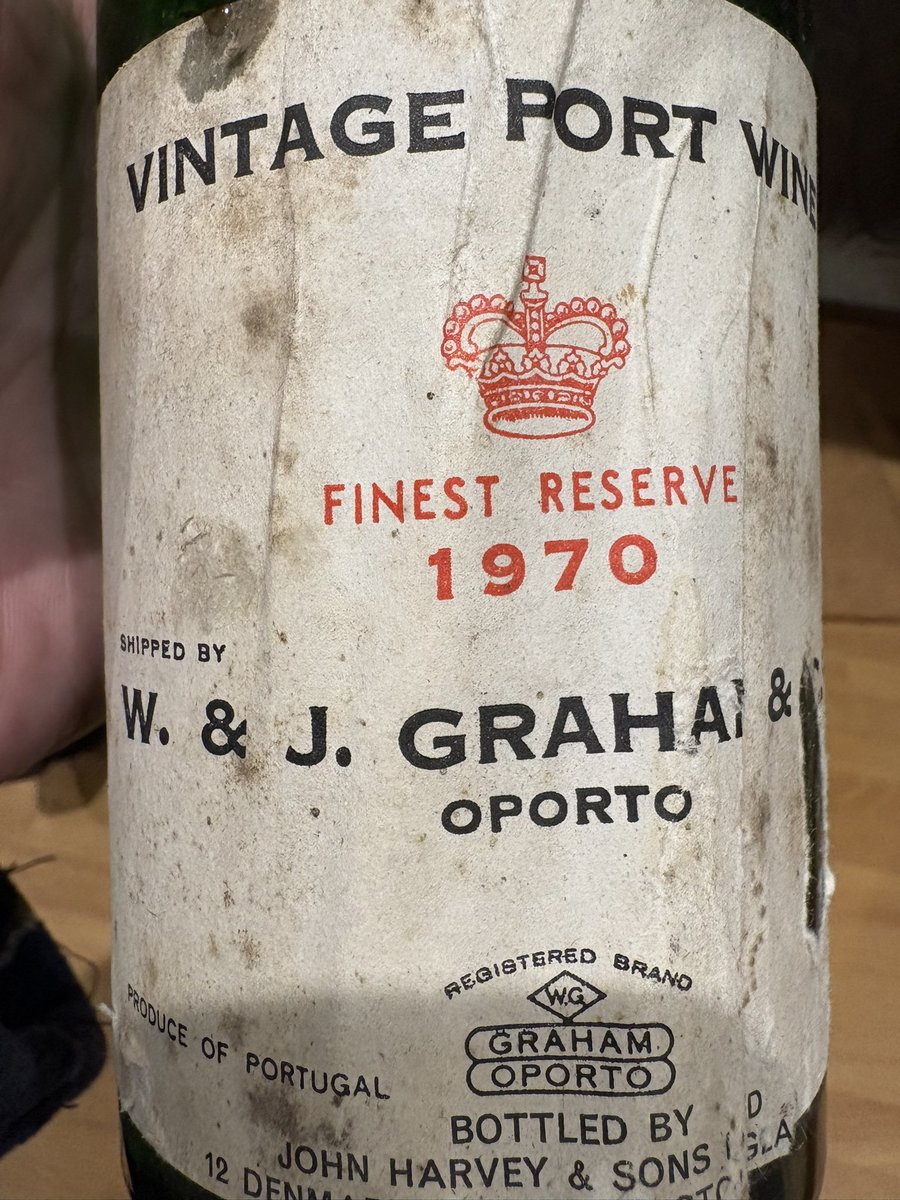 VINTAGE PORT WINE
FINEST RESERVE
1970
SHIPPED BY
W. & J. GRAHAM &
OPORTO
REGISTERED BRAND
W.G.
GRAHAM
OPORTO
PRODUCE OF PORTUGAL
BOTTLED BY
JOHN HARVEY & SONS
12